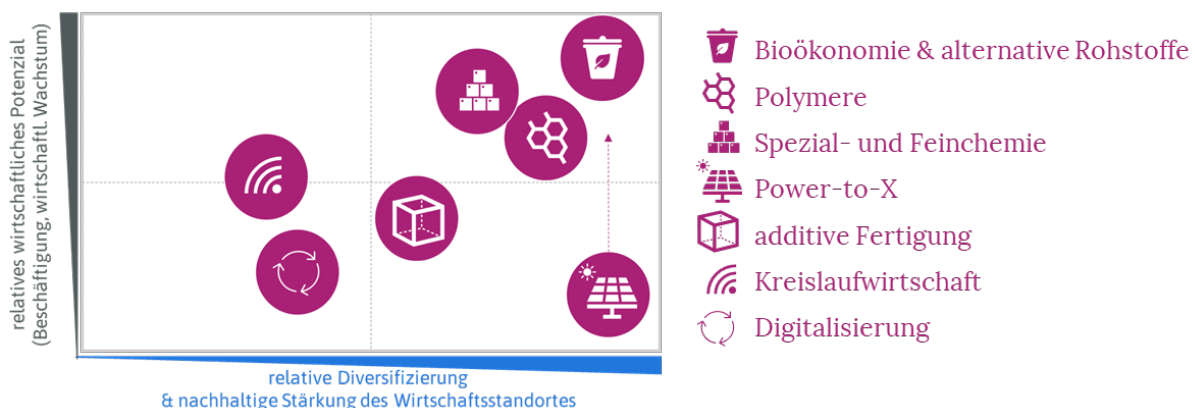 relatives wirtschaftliches Potenzial
(Beschäftigung, wirtschaftl. Wachstum)
Bioökonomie & alternative Rohstoffe
Polymere
Spezial- und Feinchemie
Power-to-X
additive Fertigung
Kreislaufwirtschaft
Digitalisierung
relative Diversifizierung
& nachhaltige Stärkung des Wirtschaftsstandortes